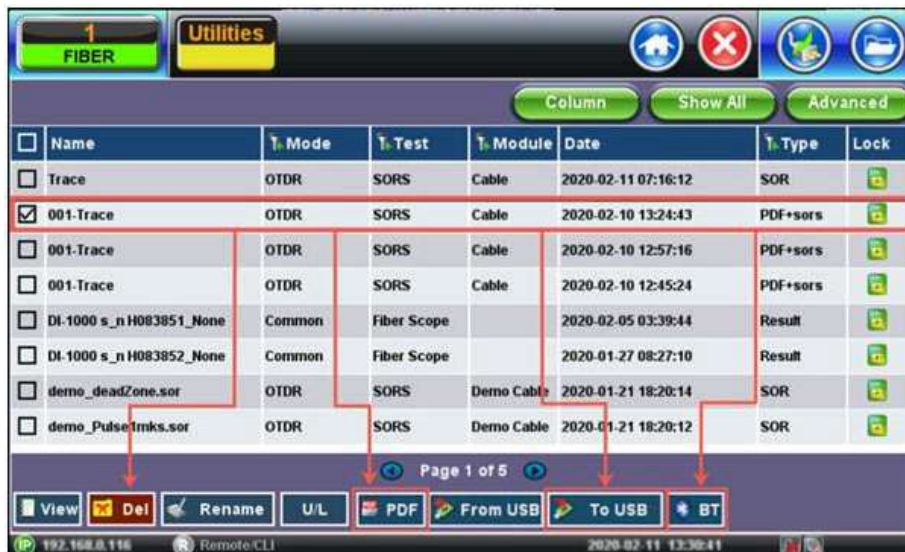 1 Utilities
FIBER
Column Show All Advanced
Name Mode Test Module Date Type Lock
Trace OTDR SORS Cable 2020-02-11 07:16:12 SOR
001-Trace OTDR SORS Cable 2020-02-10 13:24:43 PDF+sors
001-Trace OTDR SORS Cable 2020-02-10 12:57:16 PDF+sors
001-Trace OTDR SORS Cable 2020-02-10 12:45:24 PDF+sors
DI-1000 s_n H083851_None Common Fiber Scope 2020-02-05 03:39:44 Result
DI-1000 s_n H083852_None Common Fiber Scope 2020-01-27 08:27:10 Result
demo_deadZone.sor OTDR SORS Demo Cable 2020-01-21 18:20:14 SOR
demo_Pulse1mks.sor OTDR SORS Demo Cable 2020-01-21 18:20:12 SOR
Page 1 of 5
View Del Rename U/L PDF From USB To USB BT
IP 192.168.0.116 R Remote/CLI 2020-02-11 13:30:41